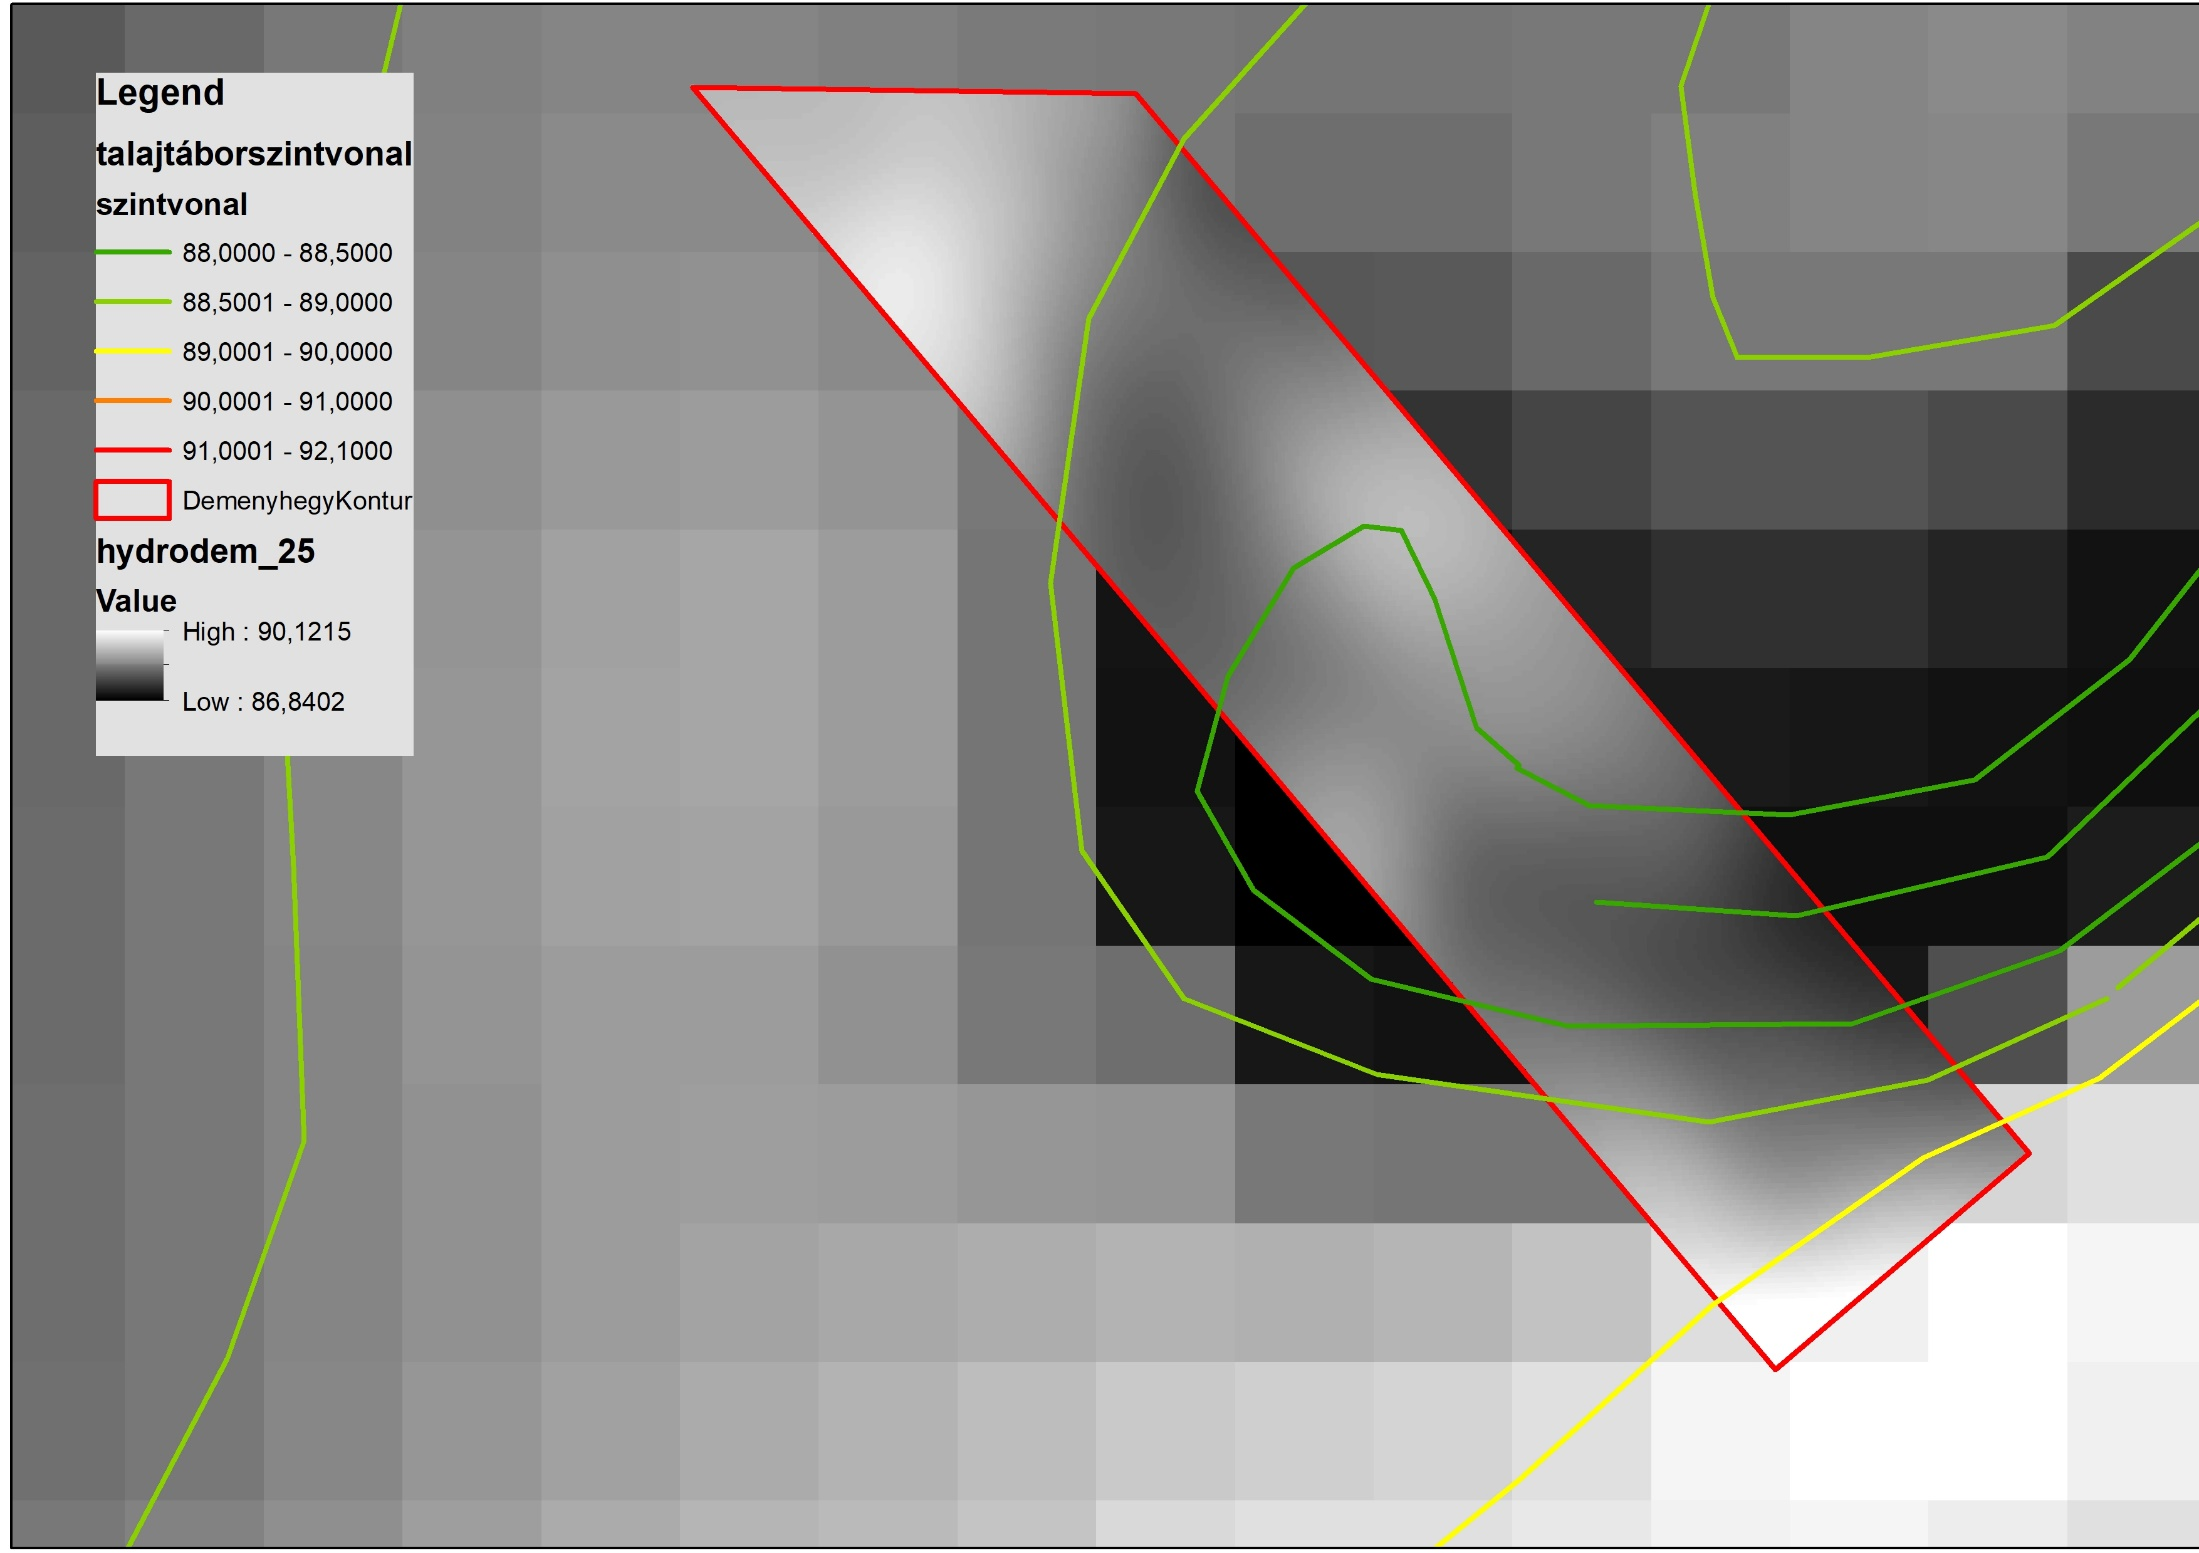 Legend
talajtáborszintvonal
szintvonal
88,0000 - 88,5000
88,5001 - 89,0000
89,0001 - 90,0000
90,0001 - 91,0000
91,0001 - 92,1000
DemenyhegyKontur
hydrodem_25
Value
High : 90,1215
Low : 86,8402